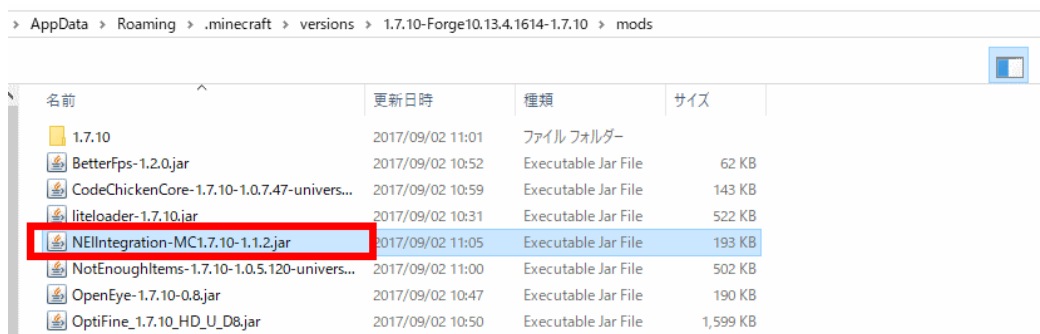 > AppData > Roaming > .minecraft > versions > 1.7.10-Forge10.13.4.1614-1.7.10 > mods
名前 更新日時 種類 サイズ
1.7.10 2017/09/02 11:01 ファイル フォルダー
BetterFps-1.2.0.jar 2017/09/02 10:52 Executable Jar File 62 KB
CodeChickenCore-1.7.10-1.0.7.47-univers... 2017/09/02 10:59 Executable Jar File 143 KB
liteloader-1.7.10.jar 2017/09/02 10:31 Executable Jar File 522 KB
NEIIntegration-MC1.7.10-1.1.2.jar 2017/09/02 11:05 Executable Jar File 193 KB
NotEnoughItems-1.7.10-1.0.5.120-univers... 2017/09/02 11:00 Executable Jar File 502 KB
OpenEye-1.7.10-0.8.jar 2017/09/02 10:47 Executable Jar File 190 KB
OptiFine_1.7.10_HD_U_D8.jar 2017/09/02 10:50 Executable Jar File 1,599 KB